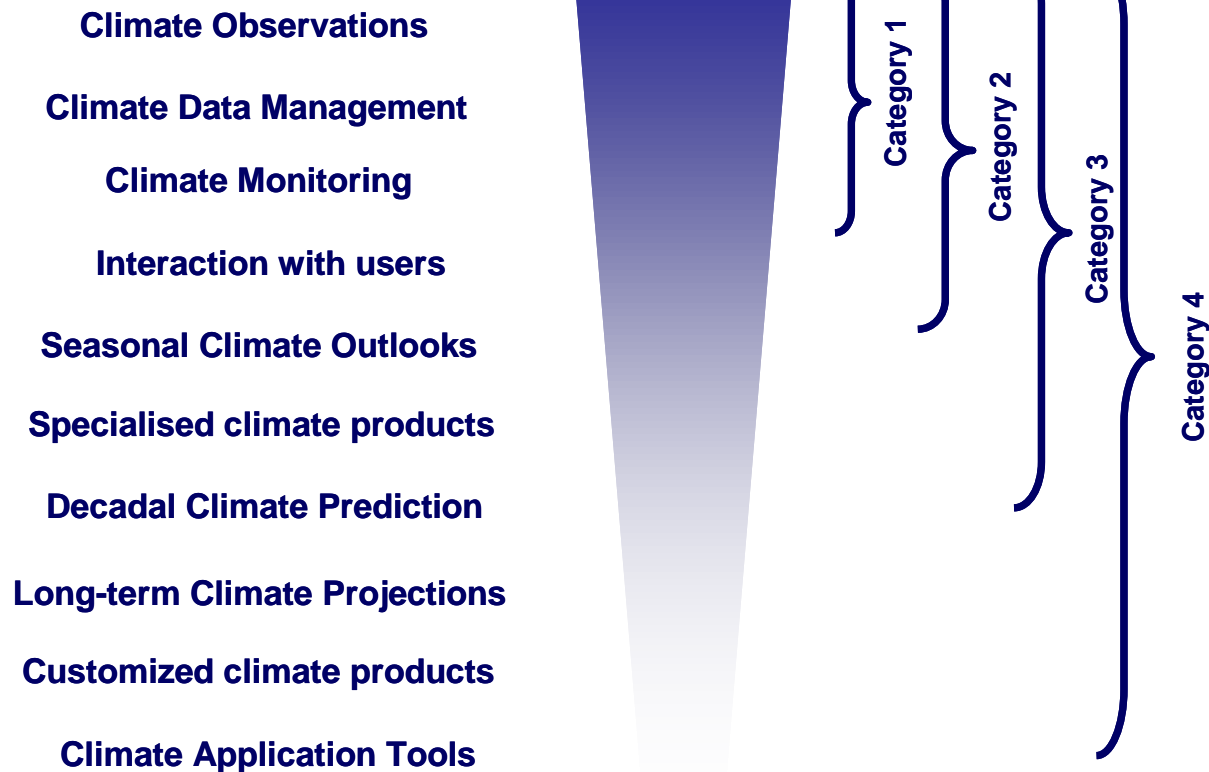 Climate Observations
Climate Data Management
Climate Monitoring
Interaction with users
Seasonal Climate Outlooks
Specialised climate products
Decadal Climate Prediction
Long-term Climate Projections
Customized climate products
Climate Application Tools
Category 1
Category 2
Category 3
Category 4